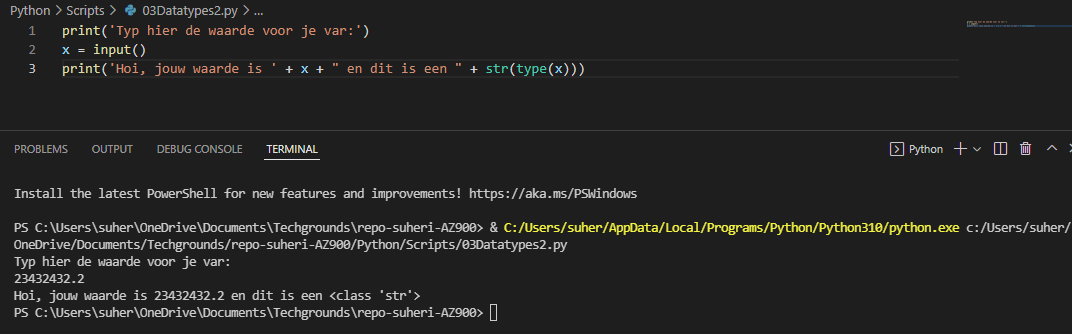 Python > Scripts > 03Datatypes2.py > ...
1 print('Typ hier de waarde voor je var:')
2 x = input()
3 print('Hoi, jouw waarde is ' + x + " en dit is een " + str(type(x)))
PROBLEMS OUTPUT DEBUG CONSOLE TERMINAL Python
Install the latest PowerShell for new features and improvements! https://aka.ms/PSWindows
PS C:\Users\suher\OneDrive\Documents\Techgrounds\repo-suheri-AZ900> & C:/Users/suher/AppData/Local/Programs/Python/Python310/python.exe c:/Users/suher/
OneDrive/Documents/Techgrounds/repo-suheri-AZ900/Python/Scripts/03Datatypes2.py
Typ hier de waarde voor je var:
23432432.2
Hoi, jouw waarde is 23432432.2 en dit is een <class 'str'>
PS C:\Users\suher\OneDrive\Documents\Techgrounds\repo-suheri-AZ900>